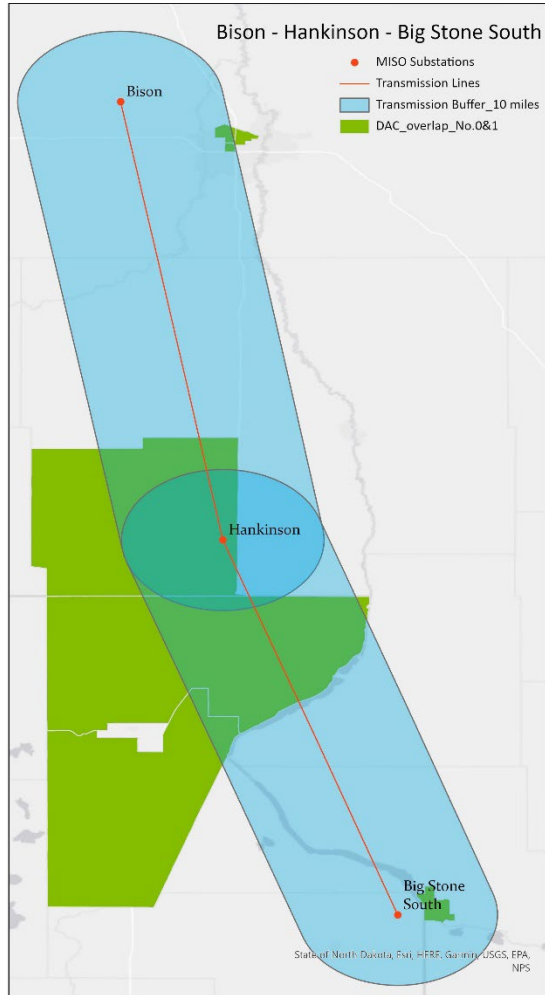 Bison - Hankinson - Big Stone South
MISO Substations
Transmission Lines
Transmission Buffer_10 miles
DAC_overlap_No.0&1
Bison
Hankinson
Big Stone
South
State of North Dakota, Esri, HERE, Garmin, USGS, EPA,
NPS